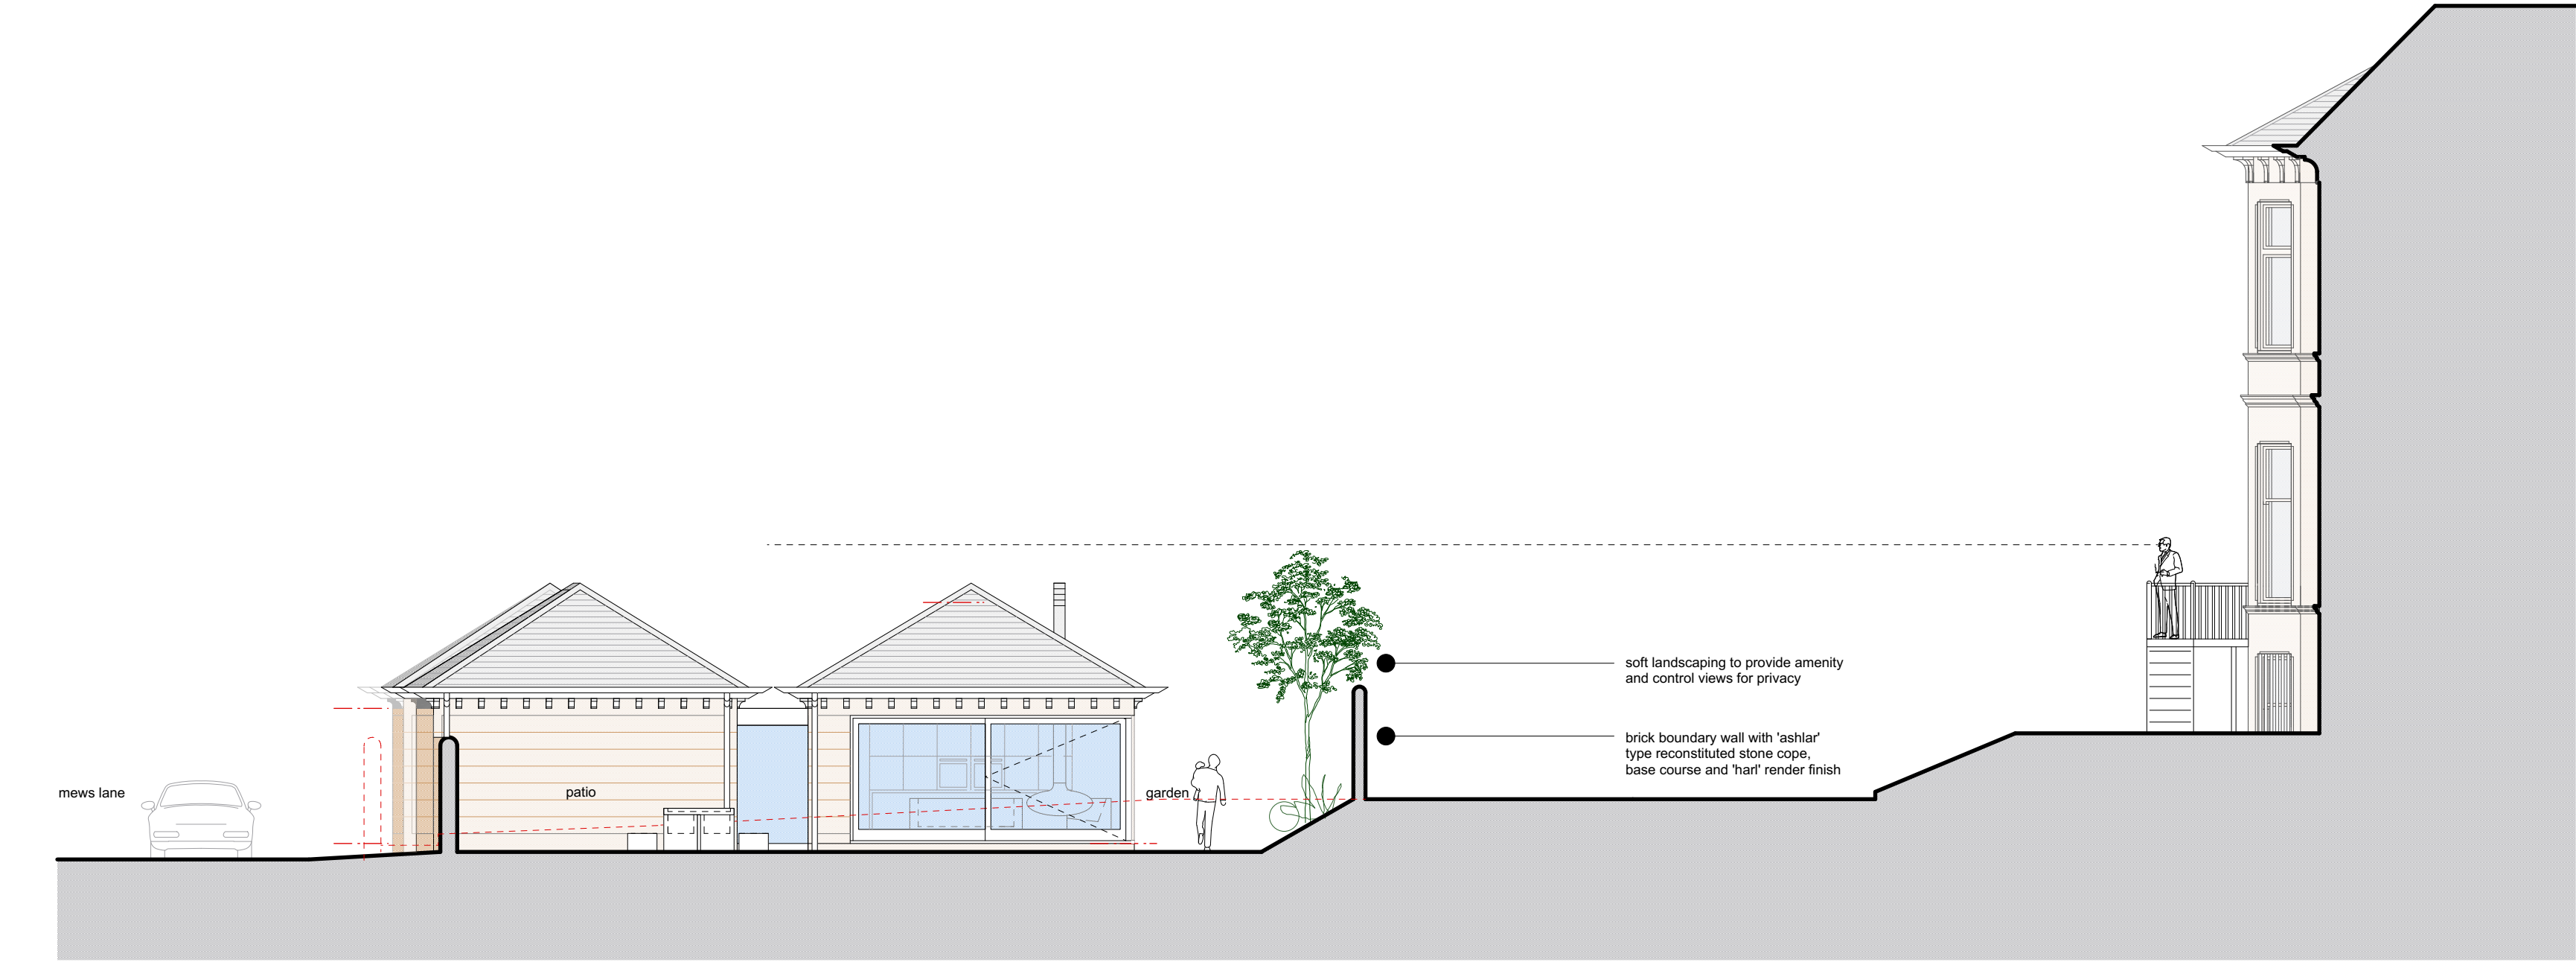 soft landscaping to provide amenity
and control views for privacy
brick boundary wall with 'ashlar'
type reconstituted stone cope,
base course and 'harl' render finish
mews lane
patio
garden